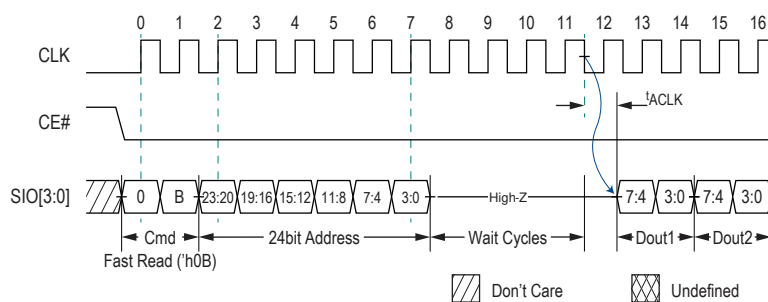 0 1 2 3 4 5 6 7 8 9 10 11 12 13 14 15 16
CLK
tACLK
CE#
SIO[3:0] 0 B 23:20 19:16 15:12 11:8 7:4 3:0 High-Z 7:4 3:0 7:4 3:0
Cmd 24bit Address Wait Cycles Dout1 Dout2
Fast Read ('h0B)
Don't Care Undefined